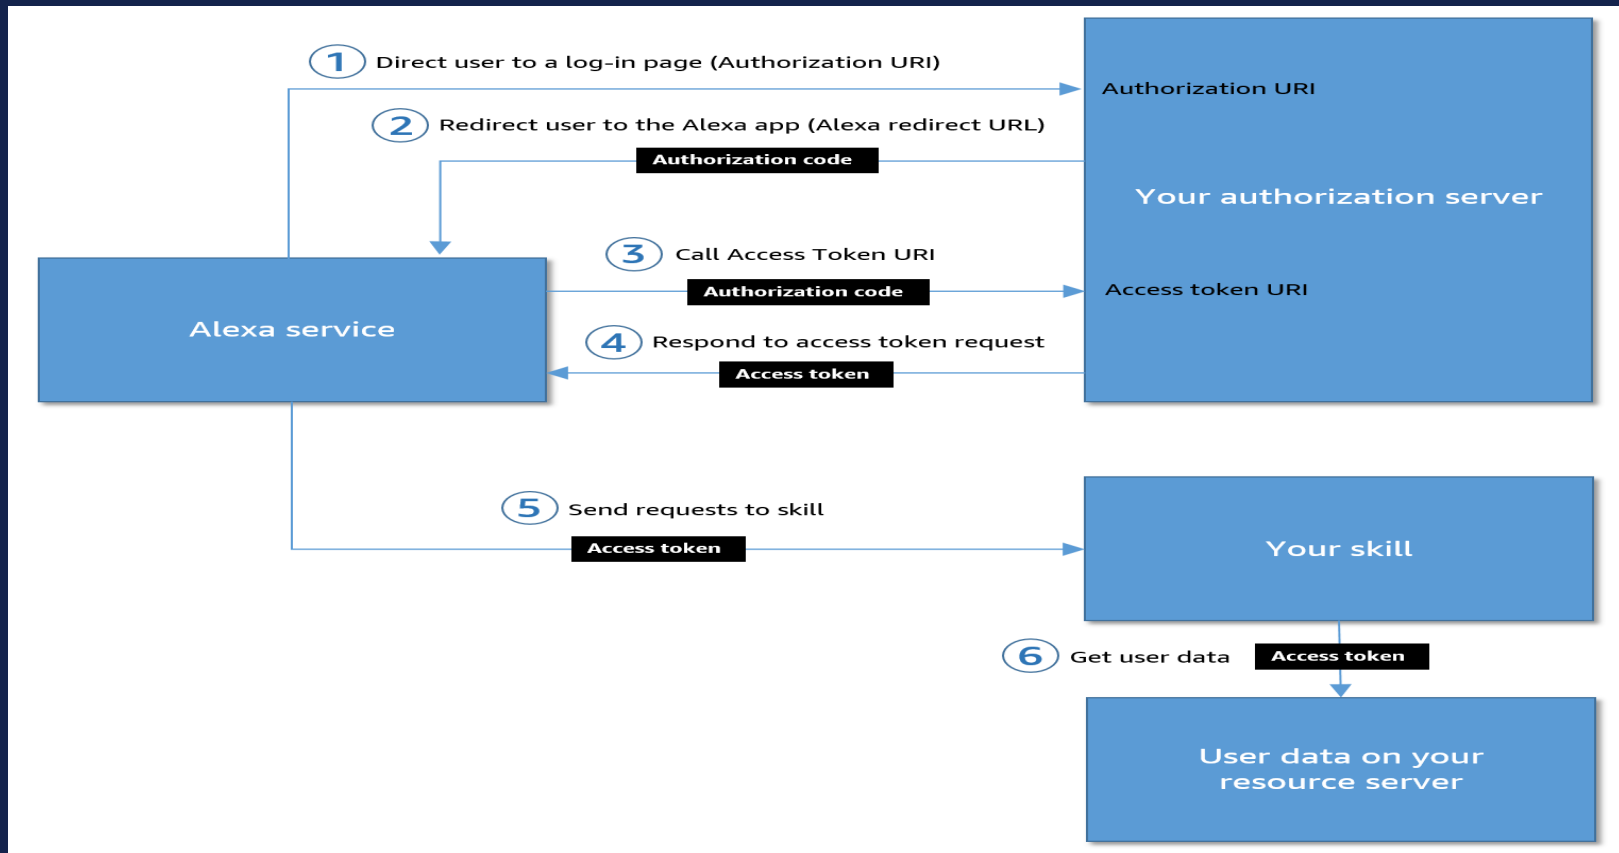 1 Direct user to a log-in page (Authorization URI)
Authorization URI
2 Redirect user to the Alexa app (Alexa redirect URL)
Authorization code
Your authorization server
3 Call Access Token URI
Authorization code
Access token URI
Alexa service
4 Respond to access token request
Access token
5 Send requests to skill
Access token
Your skill
6 Get user data
Access token
User data on your
resource server